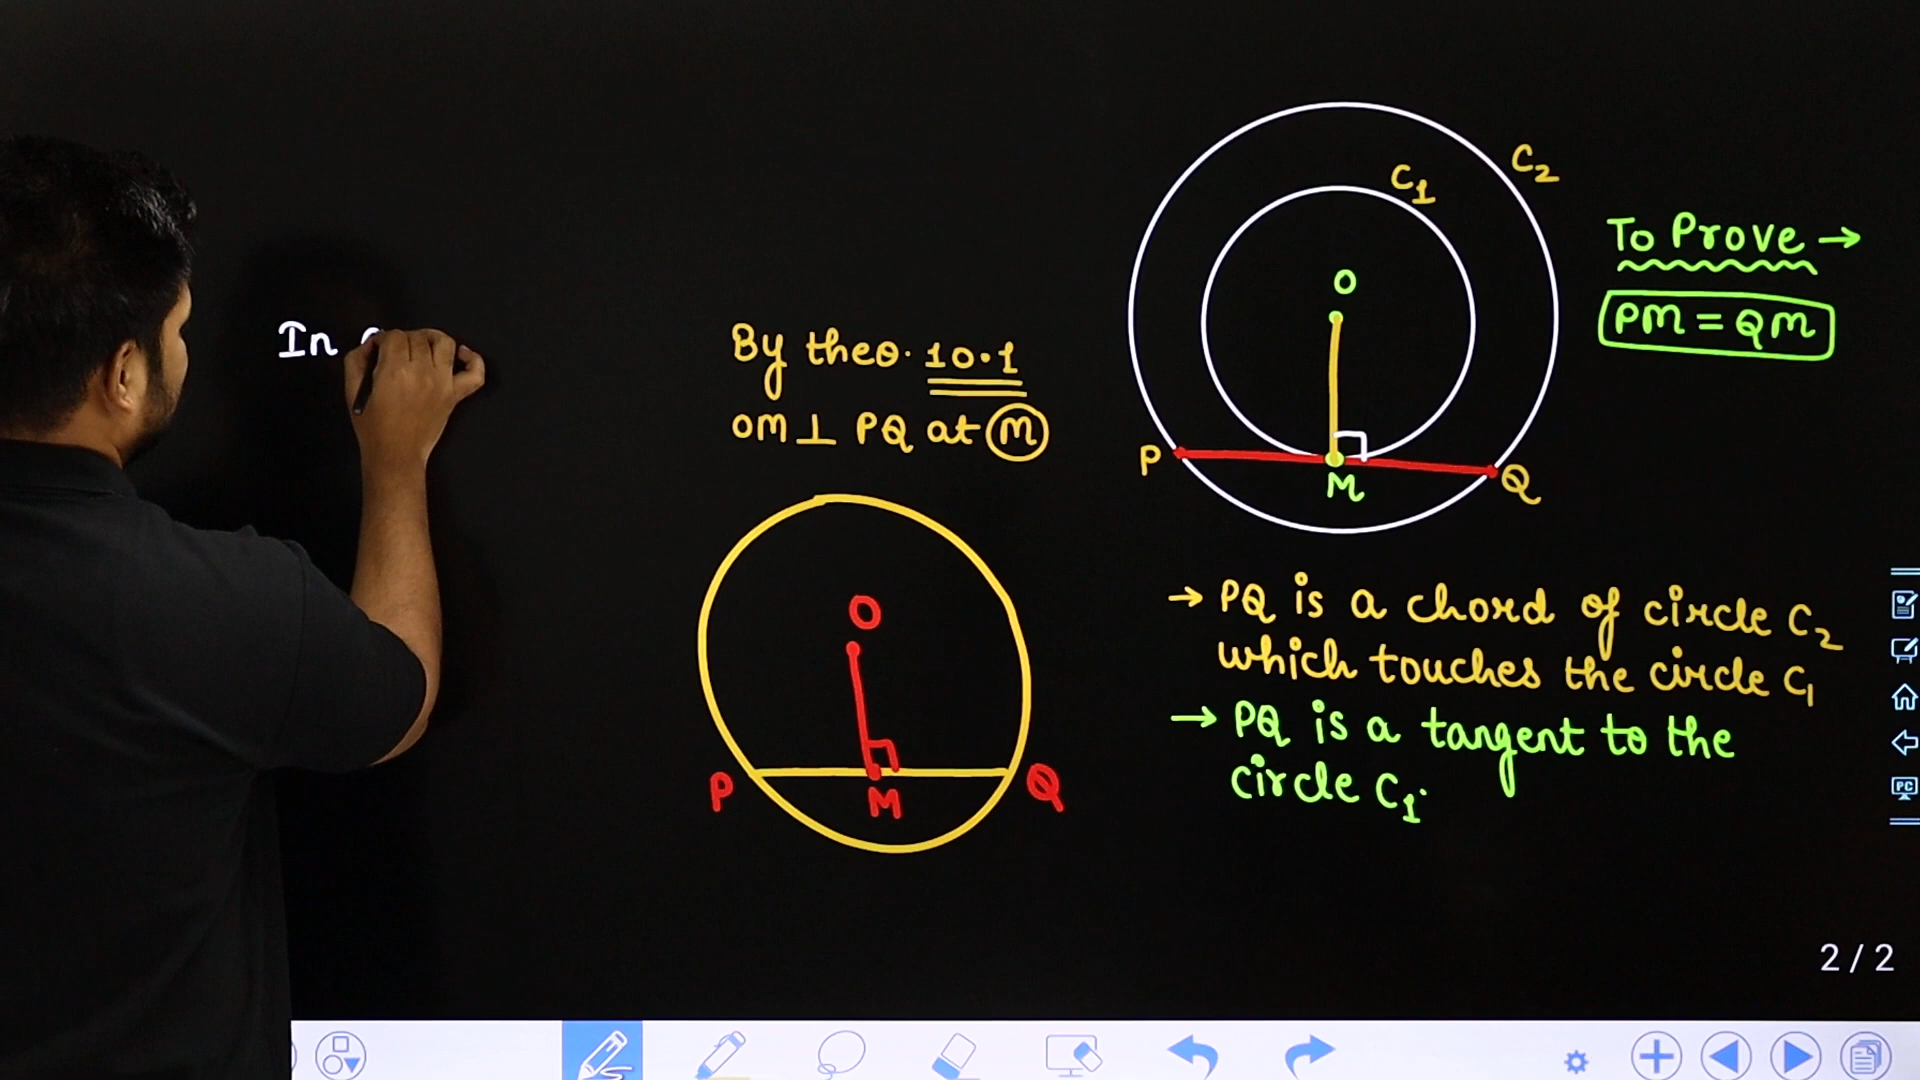 In
By theo. 10.1
OM ⊥ PQ at M
O
P
M
Q
C2
C1
O
P
M
Q
To Prove →
PM = QM
→ PQ is a chord of circle C2
which touches the circle C1
→ PQ is a tangent to the
circle C1.
PC
2 / 2